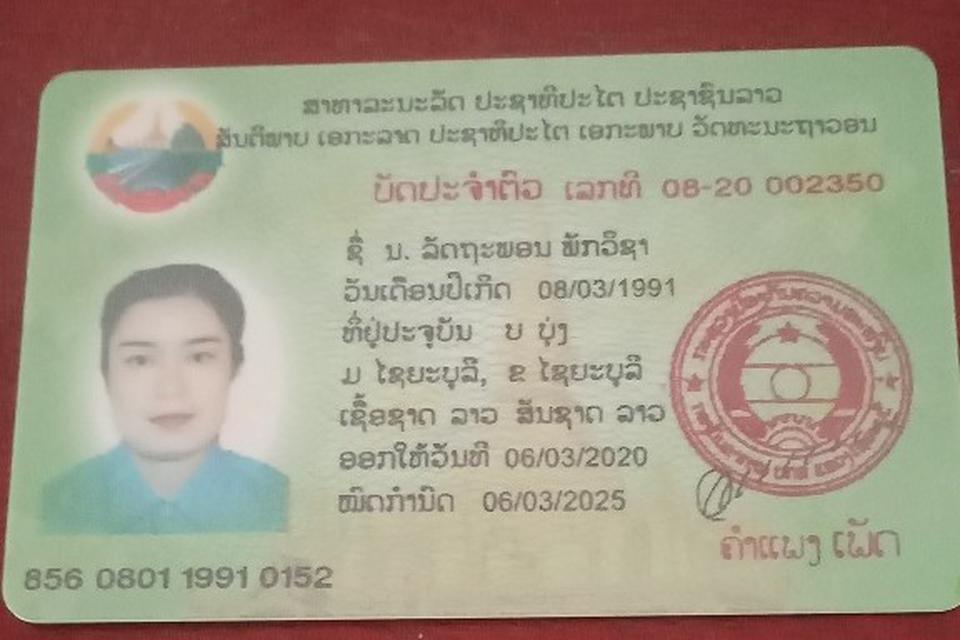 ສາທາລະນະລັດ ປະຊາທິປະໄຕ ປະຊາຊົນລາວ
ສັນຕິພາບ ເອກະລາດ ປະຊາທິປະໄຕ ເອກະພາບ ວັດທະນະຖາວອນ
ບັດປະຈຳຕົວ ເລກທີ 08-20 002350
ຊື່ ນ. ລັດຖະພອນ ພັກວິຊາ
ວັນເດືອນປີເກີດ 08/03/1991
ທີ່ຢູ່ປະຈຸບັນ ບ ບຸ່ງ
ມ ໄຊຍະບຸລີ, ຂ ໄຊຍະບຸລີ
ເຊື້ອຊາດ ລາວ ສັນຊາດ ລາວ
ອອກໃຫ້ວັນທີ 06/03/2020
ໝົດກຳນົດ 06/03/2025
ຄຳແພງ ເພັດ
856 0801 1991 0152